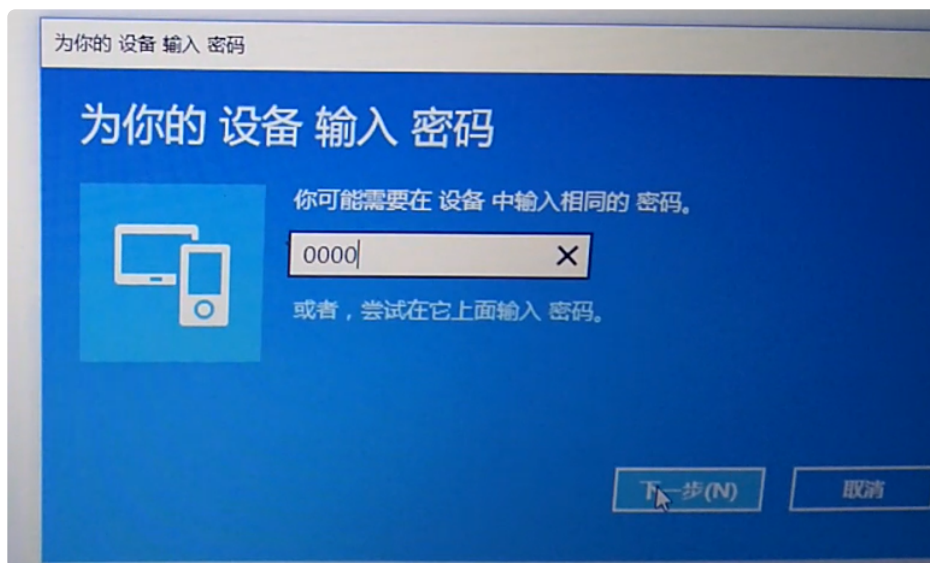 为你的 设备 输入 密码
为你的 设备 输入 密码
你可能需要在 设备 中输入相同的 密码。
0000
或者，尝试在它上面输入 密码。
下一步(N)
取消